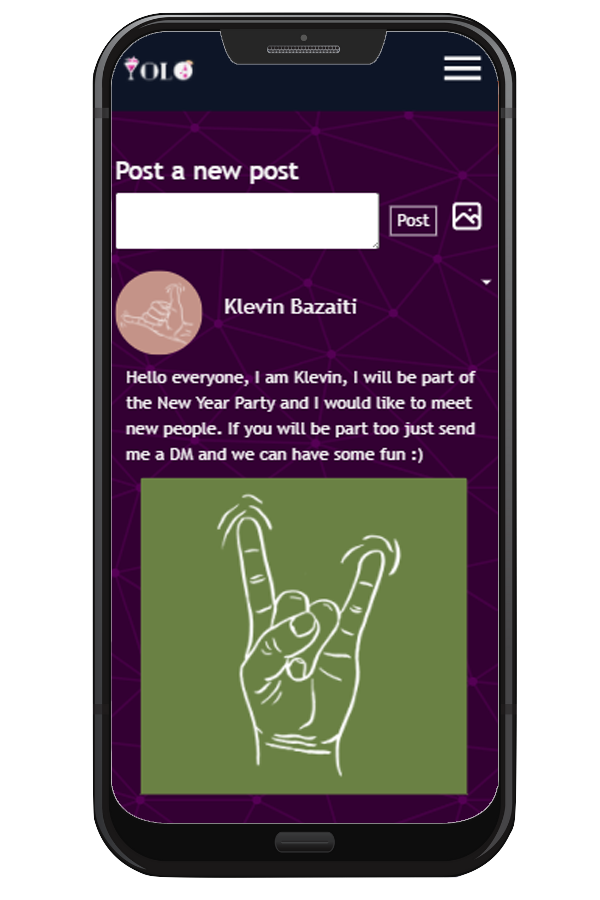 YOLO
Post a new post
Post
Klevin Bazaiti
Hello everyone, I am Klevin, I will be part of
the New Year Party and I would like to meet
new people. If you will be part too just send
me a DM and we can have some fun :)